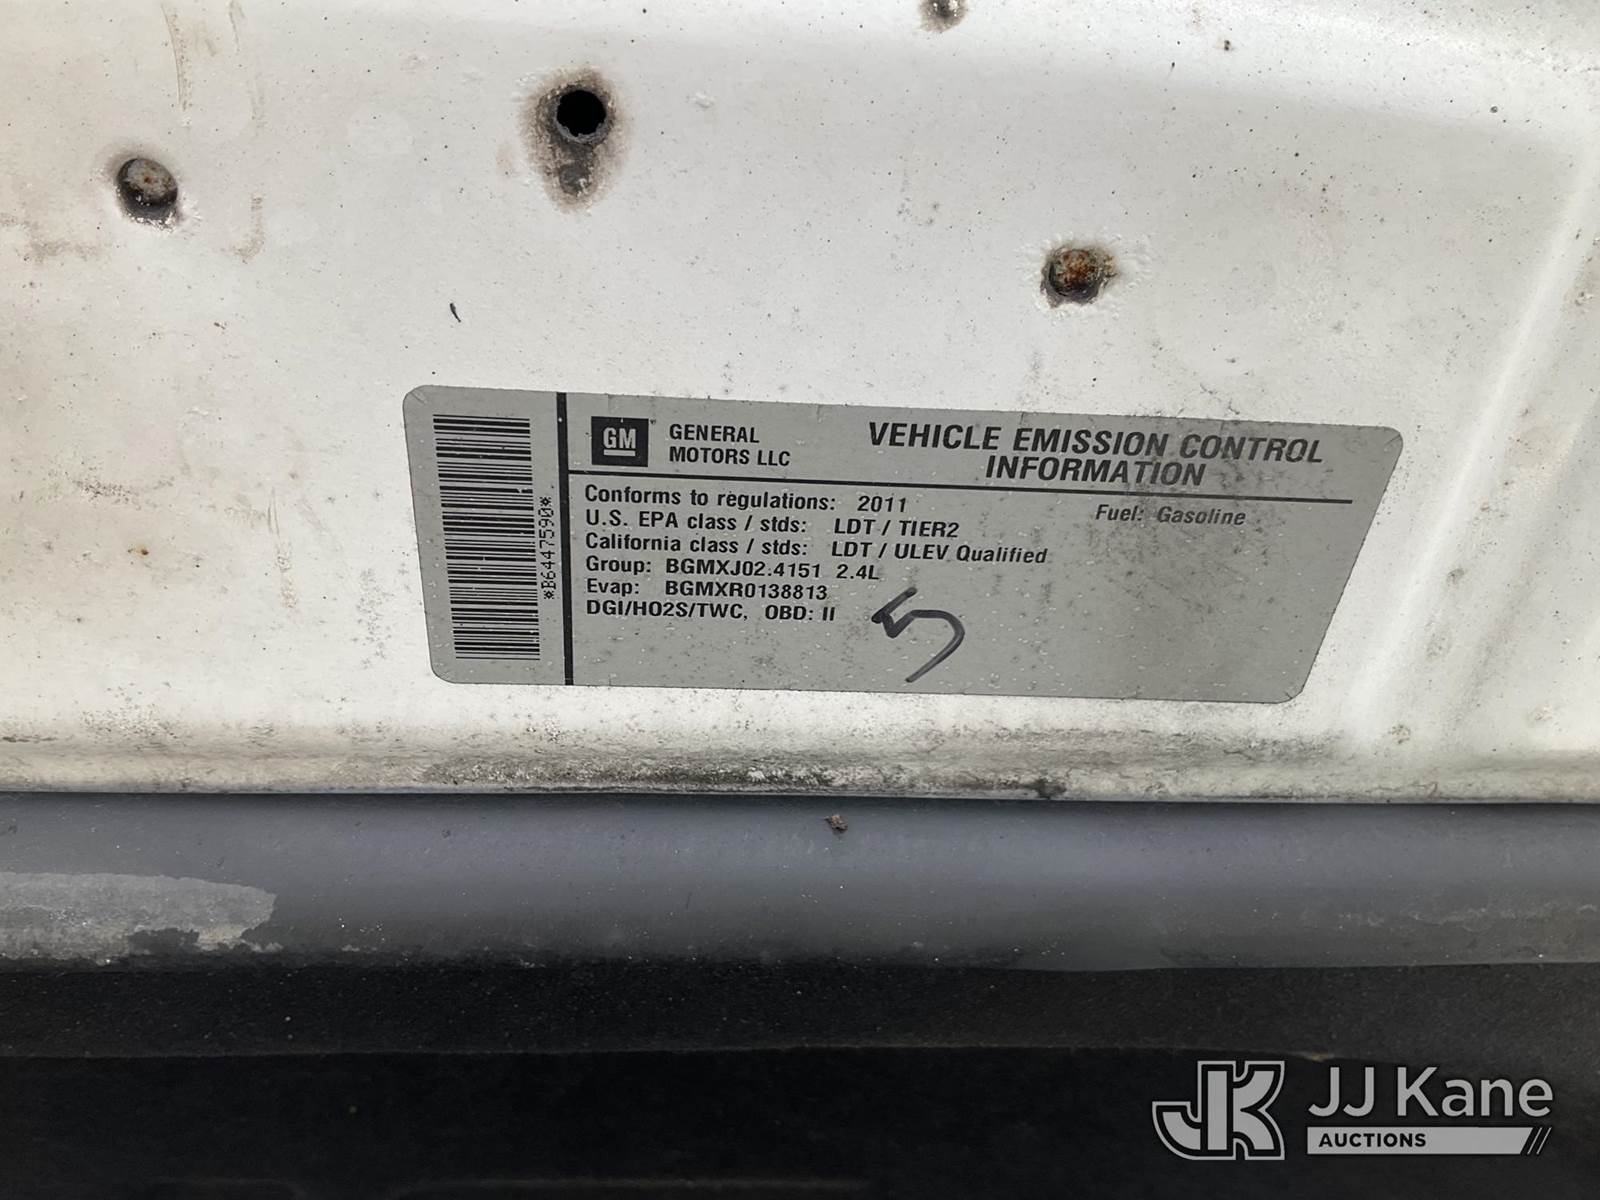 GM
GENERAL
MOTORS LLC
VEHICLE EMISSION CONTROL
INFORMATION
Conforms to regulations: 2011
Fuel: Gasoline
U.S. EPA class / stds: LDT / TIER2
California class / stds: LDT / ULEV Qualified
Group: BGMXJ02.4151 2.4L
Evap: BGMXR0138813
DGI/HO2S/TWC, OBD: II
*B6447590*
5
JK JJ Kane
AUCTIONS